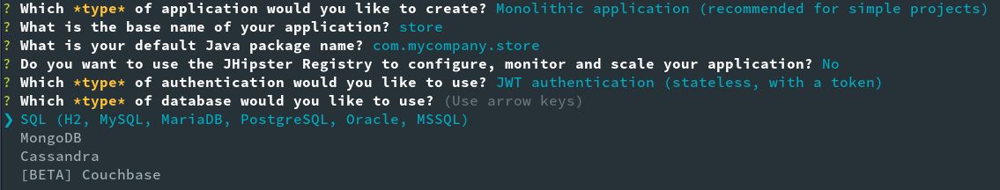 ? Which *type* of application would you like to create? Monolithic application (recommended for simple projects)
? What is the base name of your application? store
? What is your default Java package name? com.mycompany.store
? Do you want to use the JHipster Registry to configure, monitor and scale your application? No
? Which *type* of authentication would you like to use? JWT authentication (stateless, with a token)
? Which *type* of database would you like to use? (Use arrow keys)
❯ SQL (H2, MySQL, MariaDB, PostgreSQL, Oracle, MSSQL)
MongoDB
Cassandra
[BETA] Couchbase